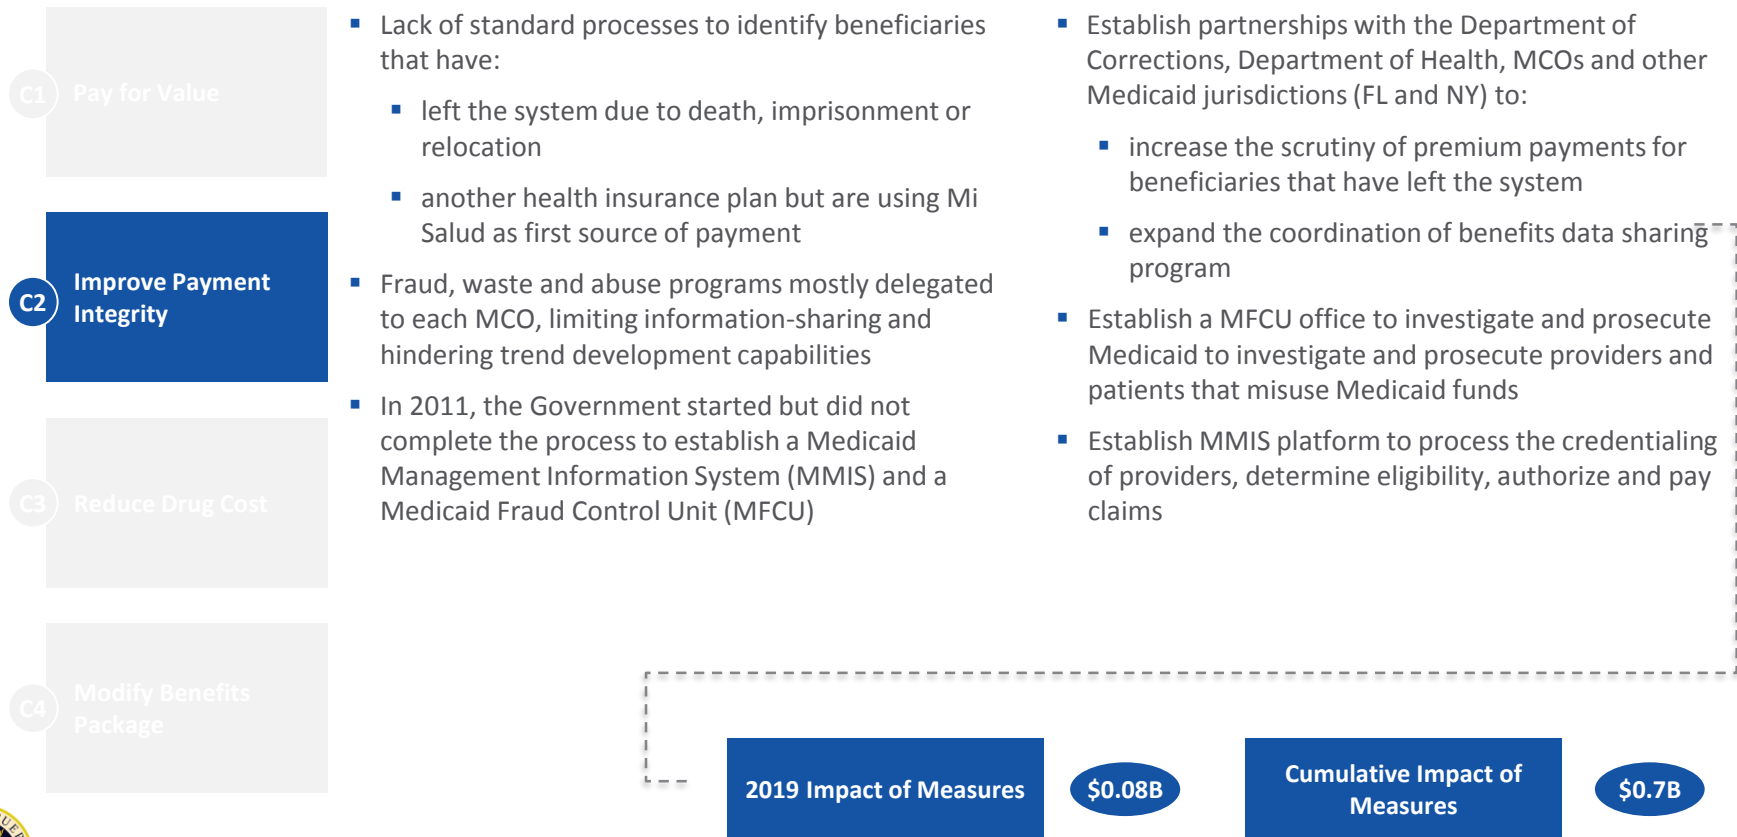 C1
Pay for Value
C2
Improve Payment
Integrity
C3
Reduce Drug Cost
C4
Modify Benefits
Package
Lack of standard processes to identify beneficiaries
that have:
left the system due to death, imprisonment or
relocation
another health insurance plan but are using Mi
Salud as first source of payment
Fraud, waste and abuse programs mostly delegated
to each MCO, limiting information-sharing and
hindering trend development capabilities
In 2011, the Government started but did not
complete the process to establish a Medicaid
Management Information System (MMIS) and a
Medicaid Fraud Control Unit (MFCU)
Establish partnerships with the Department of
Corrections, Department of Health, MCOs and other
Medicaid jurisdictions (FL and NY) to:
increase the scrutiny of premium payments for
beneficiaries that have left the system
expand the coordination of benefits data sharing
program
Establish a MFCU office to investigate and prosecute
Medicaid to investigate and prosecute providers and
patients that misuse Medicaid funds
Establish MMIS platform to process the credentialing
of providers, determine eligibility, authorize and pay
claims
2019 Impact of Measures
$0.08B
Cumulative Impact of
Measures
$0.7B